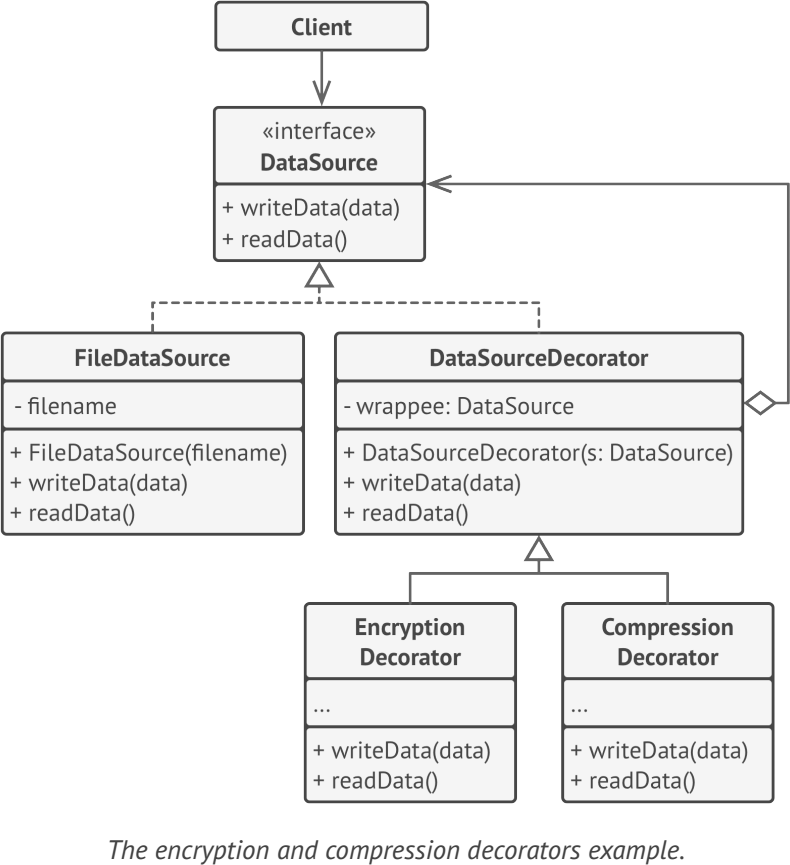 Client
«interface»
DataSource
+ writeData(data)
+ readData()
FileDataSource
- filename
+ FileDataSource(filename)
+ writeData(data)
+ readData()
DataSourceDecorator
- wrappee: DataSource
+ DataSourceDecorator(s: DataSource)
+ writeData(data)
+ readData()
Encryption
Decorator
...
+ writeData(data)
+ readData()
Compression
Decorator
...
+ writeData(data)
+ readData()
The encryption and compression decorators example.